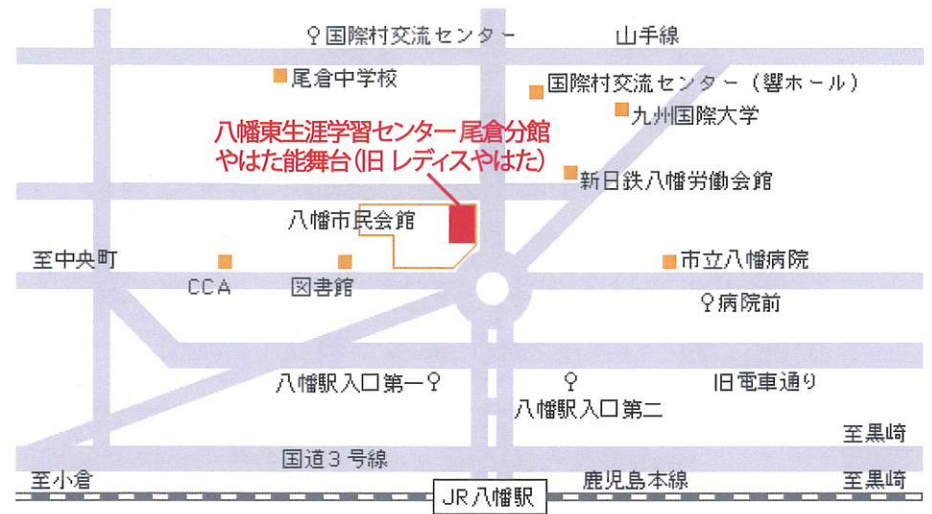 国際村交流センター
山手線
尾倉中学校
国際村交流センター (響ホール)
九州国際大学
八幡東生涯学習センター 尾倉分館
やはた能舞台(旧 レディスやはた)
新日鉄八幡労働会館
八幡市民会館
至中央町
市立八幡病院
CCA
図書館
病院前
八幡駅入口第一
旧電車通り
八幡駅入口第二
至黒崎
国道3号線
至小倉
鹿児島本線
至黒崎
JR八幡駅